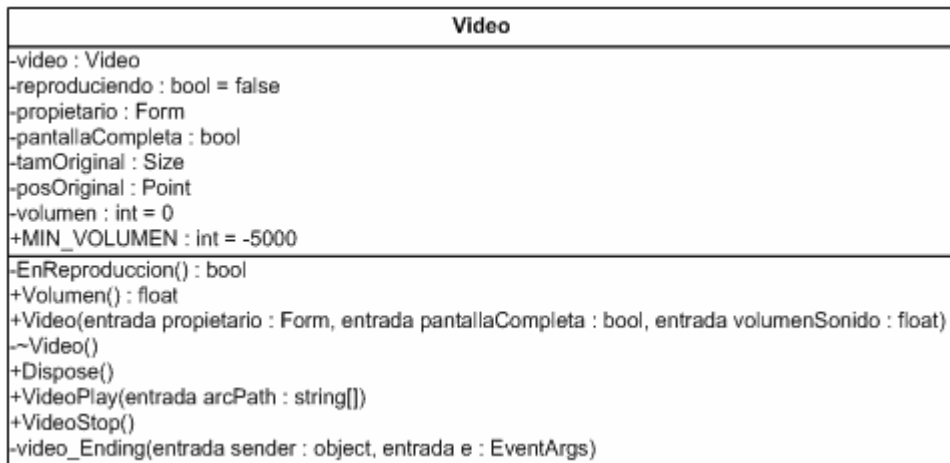 Video
-video : Video
-reproduciendo : bool = false
-propietario : Form
-pantallaCompleta : bool
-tamOriginal : Size
-posOriginal : Point
-volumen : int = 0
+MIN_VOLUMEN : int = -5000
-EnReproduccion() : bool
+Volumen() : float
+Video(entrada propietario : Form, entrada pantallaCompleta : bool, entrada volumenSonido : float)
-~Video()
+Dispose()
+VideoPlay(entrada arcPath : string[])
+VideoStop()
-video_Ending(entrada sender : object, entrada e : EventArgs)